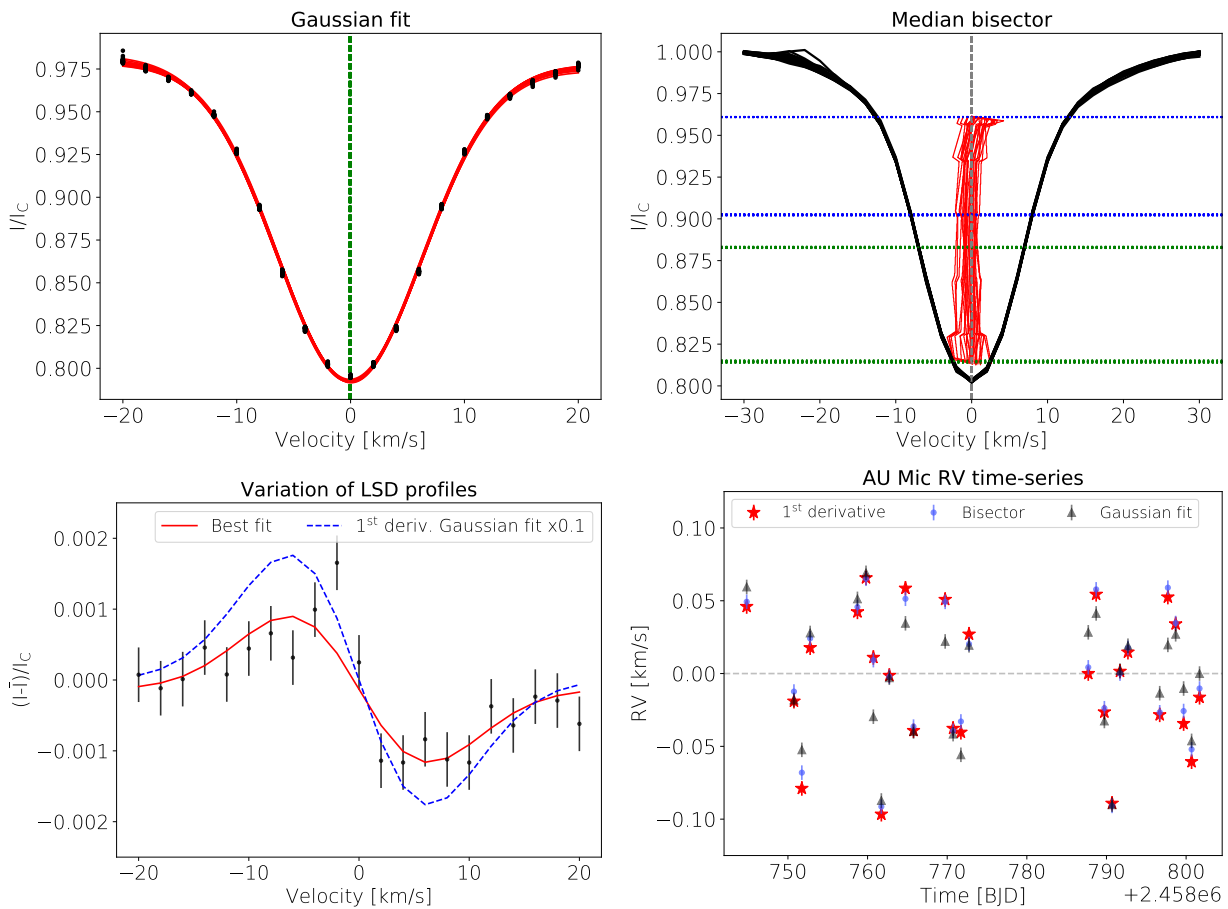 Gaussian fit
I/I_C
0.975
0.950
0.925
0.900
0.875
0.850
0.825
0.800
−20 −10 0 10 20
Velocity [km/s]
Median bisector
I/I_C
1.000
0.975
0.950
0.925
0.900
0.875
0.850
0.825
0.800
−30 −20 −10 0 10 20 30
Velocity [km/s]
Variation of LSD profiles
Best fit 1st deriv. Gaussian fit x0.1
(I-Ī)/I_C
0.002
0.001
0.000
−0.001
−0.002
−20 −15 −10 −5 0 5 10 15 20
Velocity [km/s]
AU Mic RV time-series
1st derivative Bisector Gaussian fit
RV [km/s]
0.10
0.05
0.00
−0.05
−0.10
750 760 770 780 790 800
Time [BJD] +2.458e6